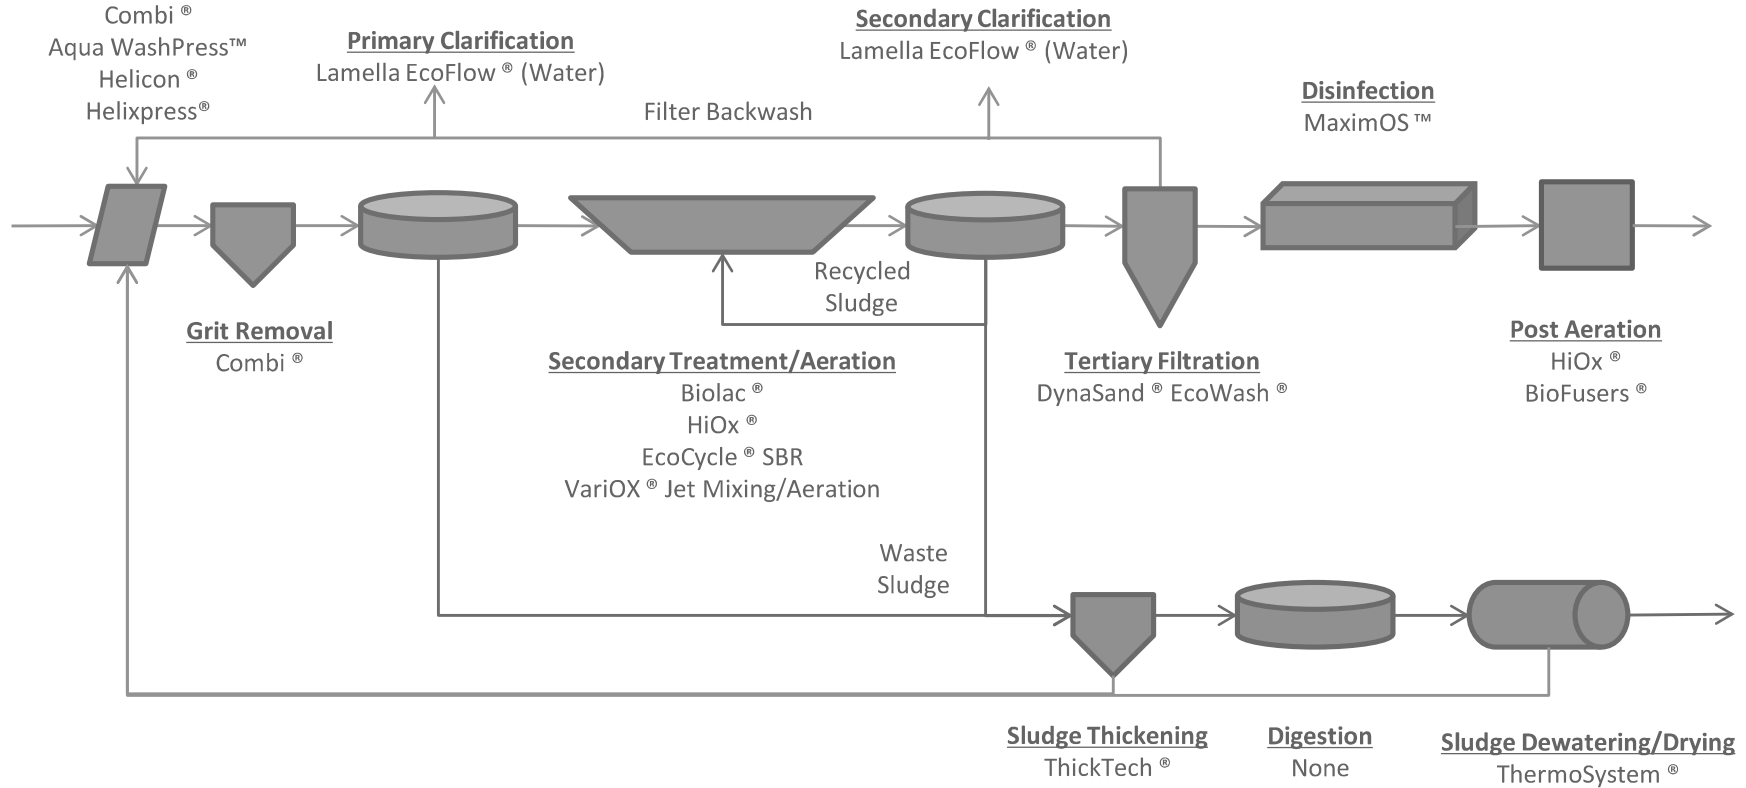 Combi ®
Aqua WashPress™
Helicon ®
Helixpress®
Primary Clarification
Lamella EcoFlow ® (Water)
Filter Backwash
Secondary Clarification
Lamella EcoFlow ® (Water)
Disinfection
MaximOS ™
Grit Removal
Combi ®
Recycled
Sludge
Secondary Treatment/Aeration
Biolac ®
HiOx ®
EcoCycle ® SBR
VariOX ® Jet Mixing/Aeration
Tertiary Filtration
DynaSand ® EcoWash ®
Post Aeration
HiOx ®
BioFusers ®
Waste
Sludge
Sludge Thickening
ThickTech ®
Digestion
None
Sludge Dewatering/Drying
ThermoSystem ®